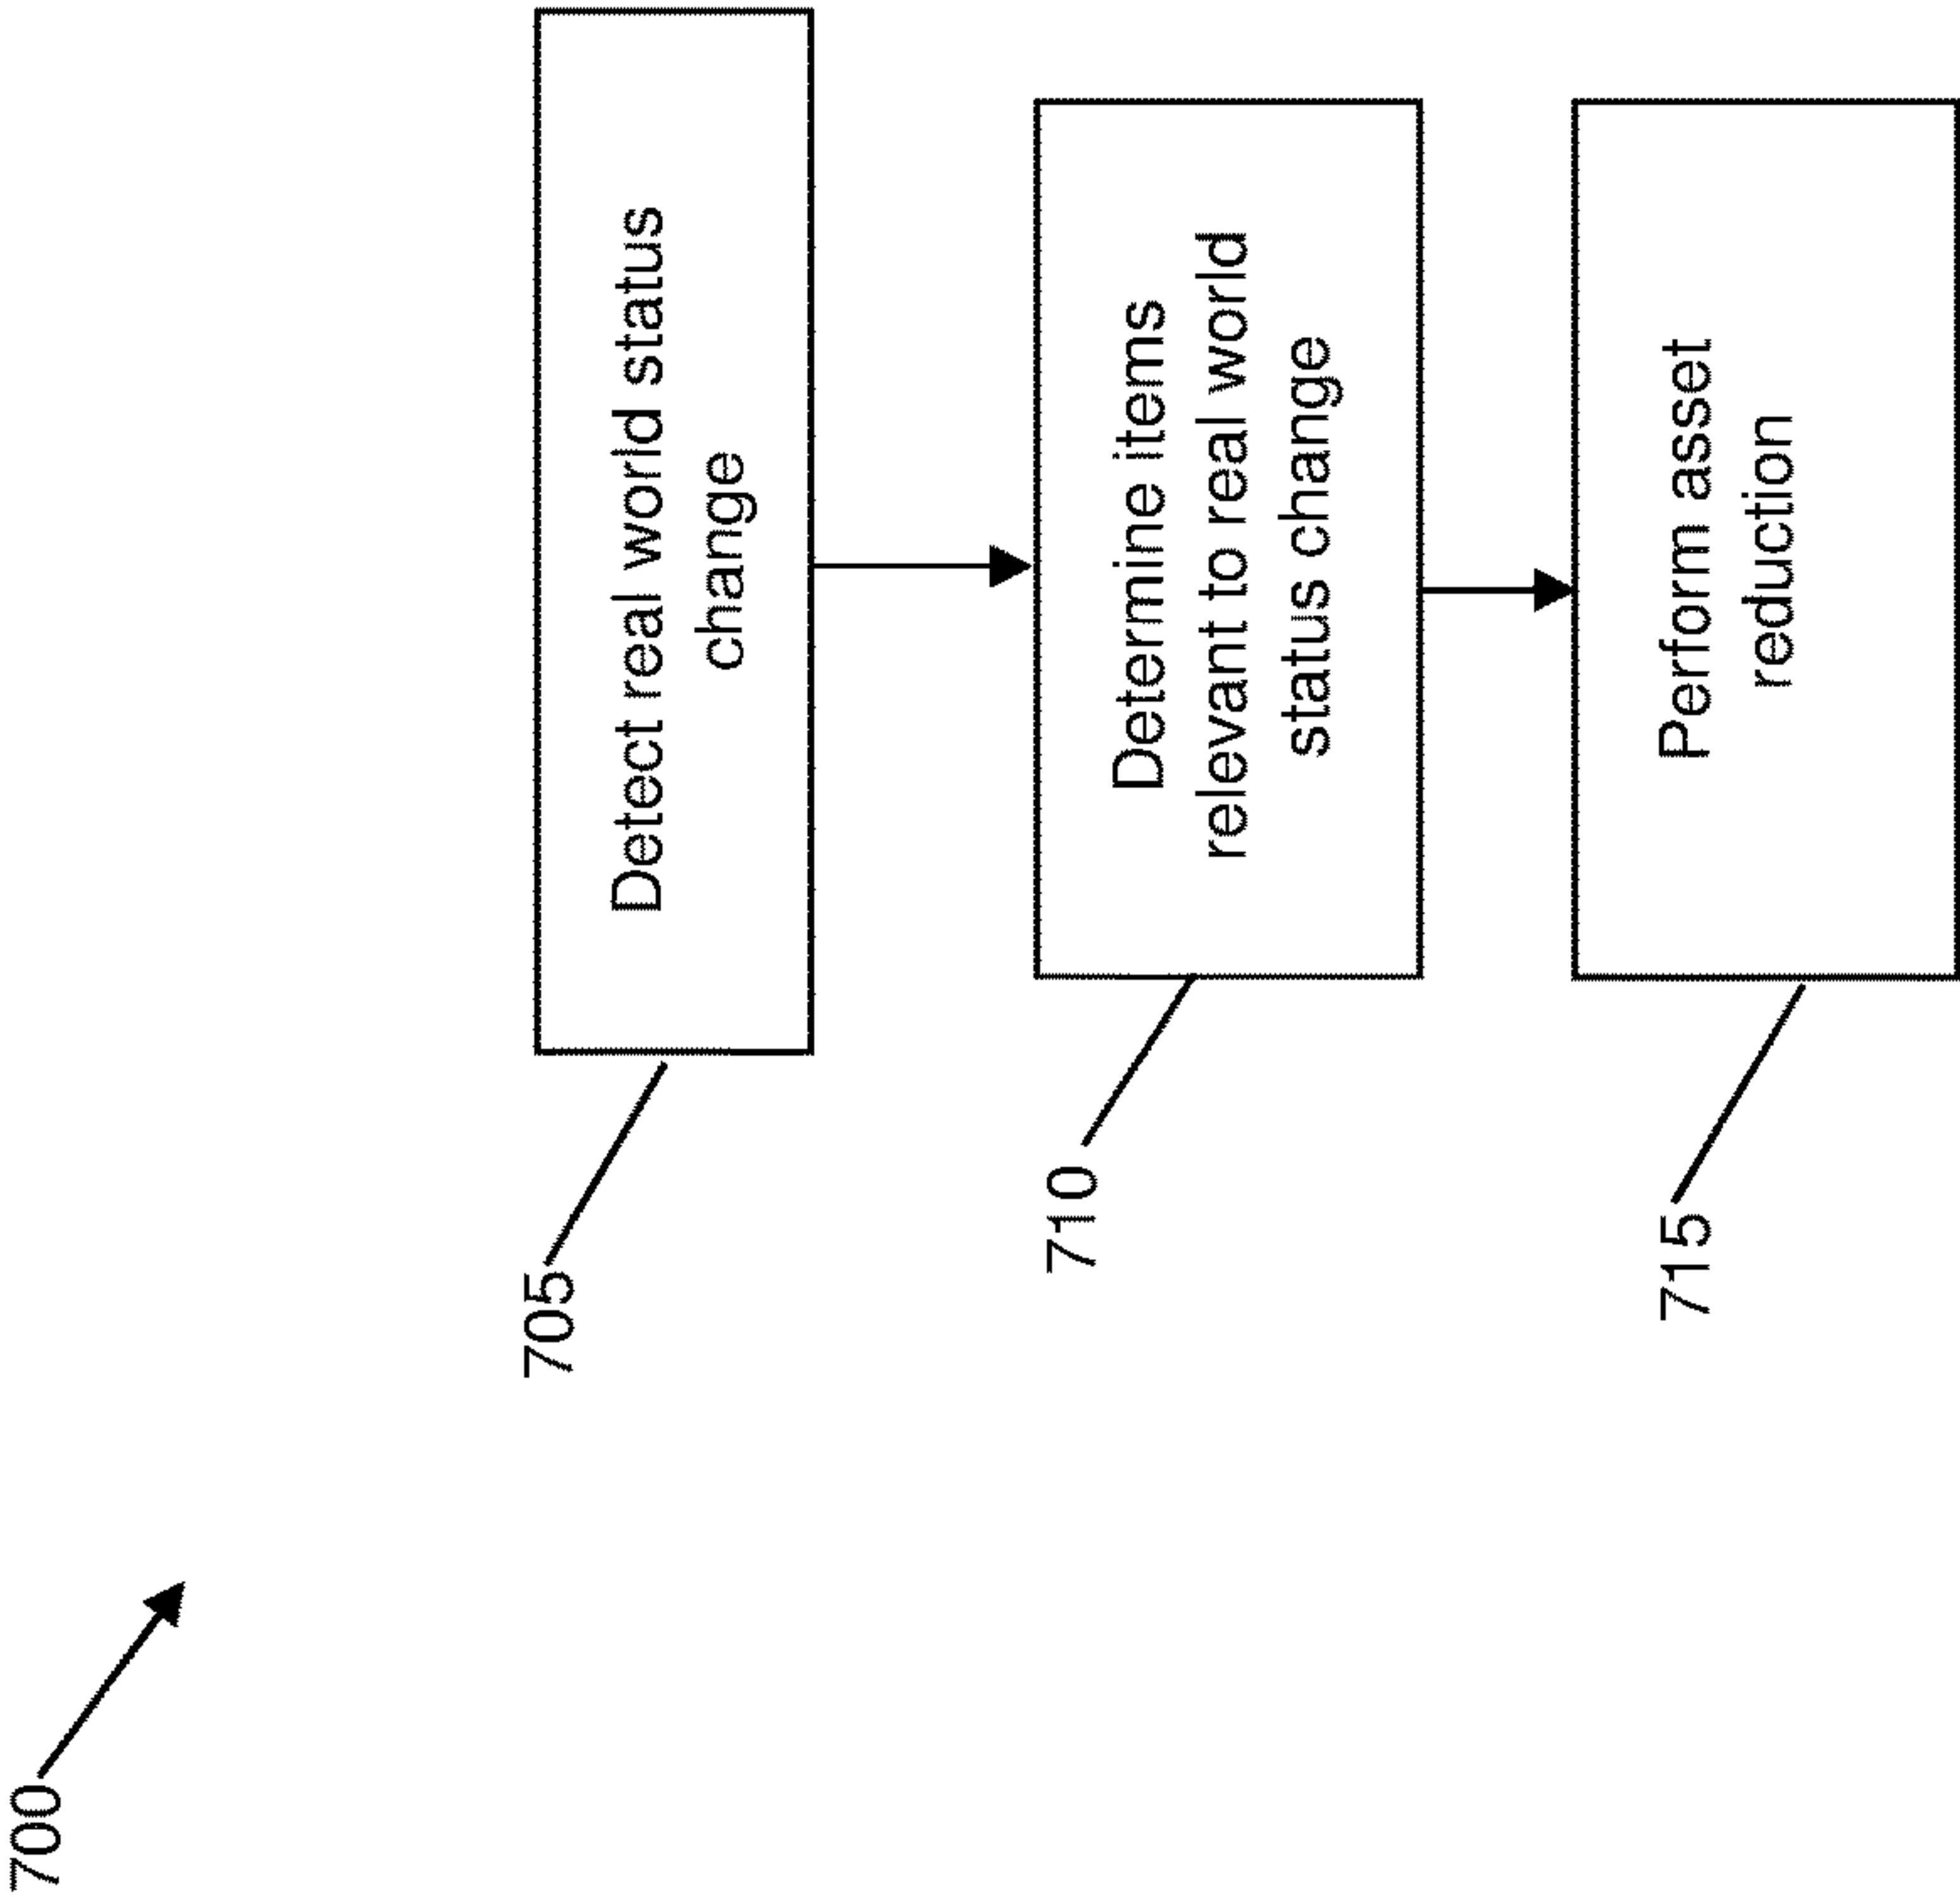 700
705
Detect real world status
change
710
Determine items
relevant to real world
status change
715
Perform asset
reduction